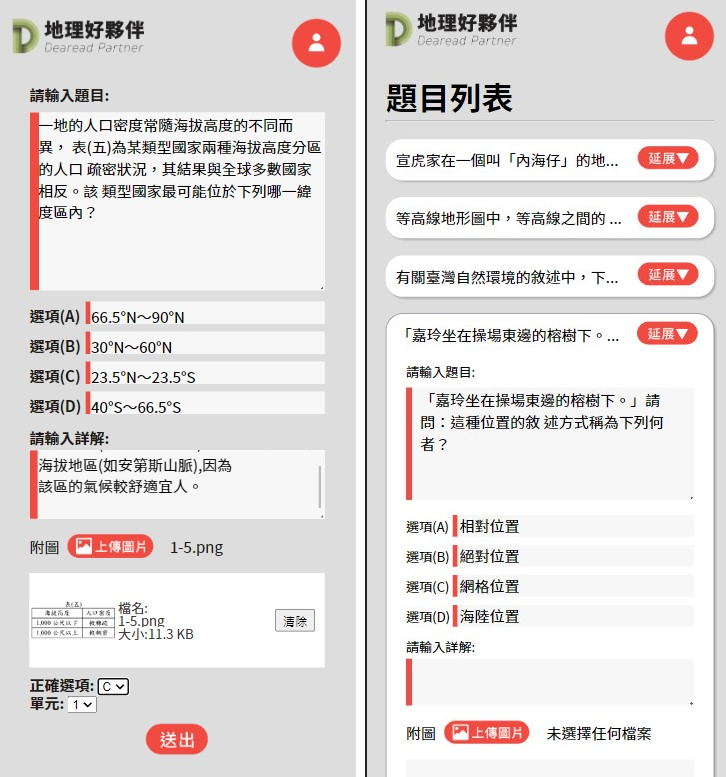 地理好夥伴
Dearead Partner
請輸入題目:
一地的人口密度常隨海拔高度的不同而
異， 表(五)為某類型國家兩種海拔高度分區
的人口 疏密狀況，其結果與全球多數國家
相反。該 類型國家最可能位於下列哪一緯
度區內？
選項(A) 66.5°N～90°N
選項(B) 30°N～60°N
選項(C) 23.5°N～23.5°S
選項(D) 40°S～66.5°S
請輸入詳解:
海拔地區(如安第斯山脈),因為
該區的氣候較舒適宜人。
附圖 上傳圖片 1-5.png
表(五)
海拔高度 人口密度
1,000 公尺以下 較稀疏
1,000 公尺以上 較稠密
檔名:
1-5.png
大小:11.3 KB
清除
正確選項: C
單元: 1
送出
地理好夥伴
Dearead Partner
題目列表
宣虎家在一個叫「內海仔」的地... 延展▼
等高線地形圖中，等高線之間的 ... 延展▼
有關臺灣自然環境的敘述中，下... 延展▼
「嘉玲坐在操場東邊的榕樹下。... 延展▼
請輸入題目:
「嘉玲坐在操場東邊的榕樹下。」請
問：這種位置的敘 述方式稱為下列何
者？
選項(A) 相對位置
選項(B) 絕對位置
選項(C) 網格位置
選項(D) 海陸位置
請輸入詳解:
附圖 上傳圖片 未選擇任何檔案